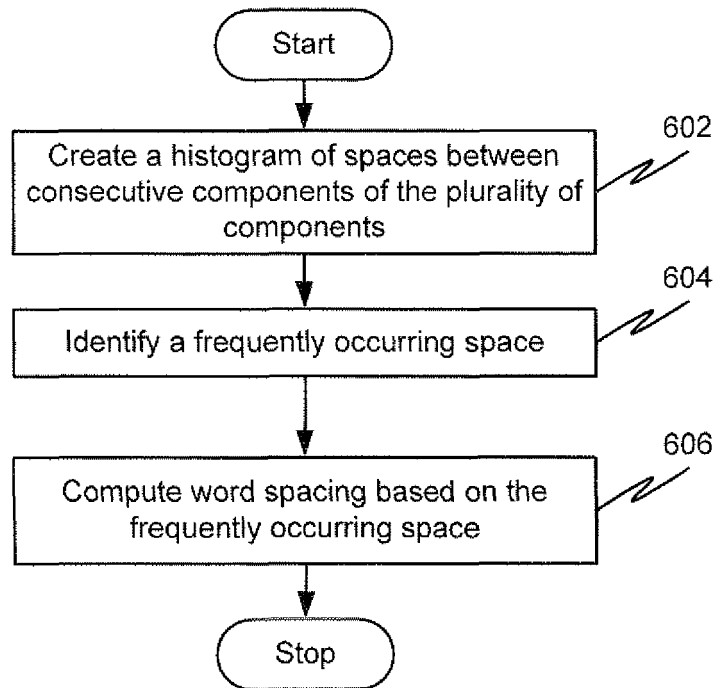 Start
602
Create a histogram of spaces between
consecutive components of the plurality of
components
604
Identify a frequently occurring space
606
Compute word spacing based on the
frequently occurring space
Stop